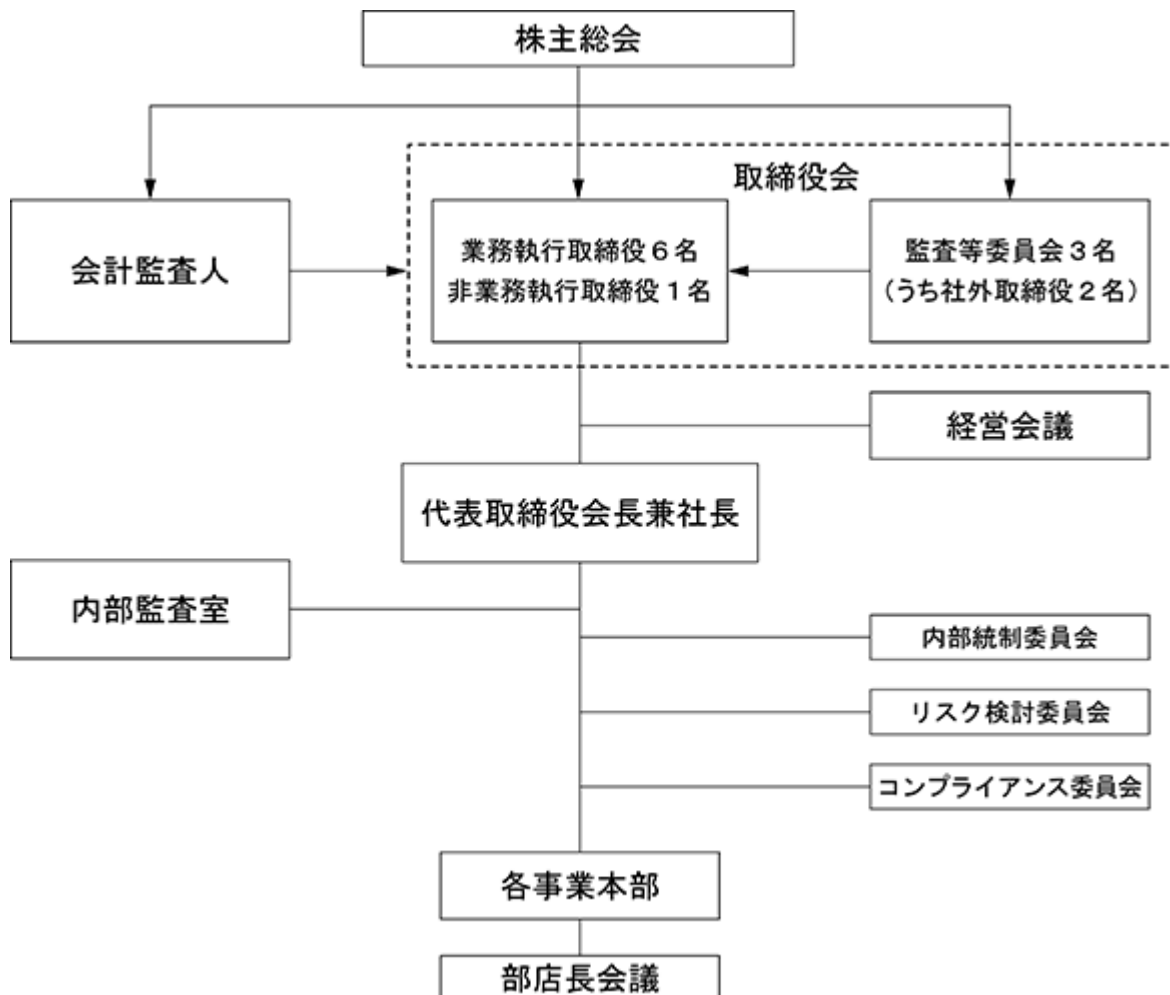 株主総会
取締役会
会計監査人
業務執行取締役６名
非業務執行取締役１名
監査等委員会３名
（うち社外取締役２名）
経営会議
代表取締役会長兼社長
内部監査室
内部統制委員会
リスク検討委員会
コンプライアンス委員会
各事業本部
部店長会議